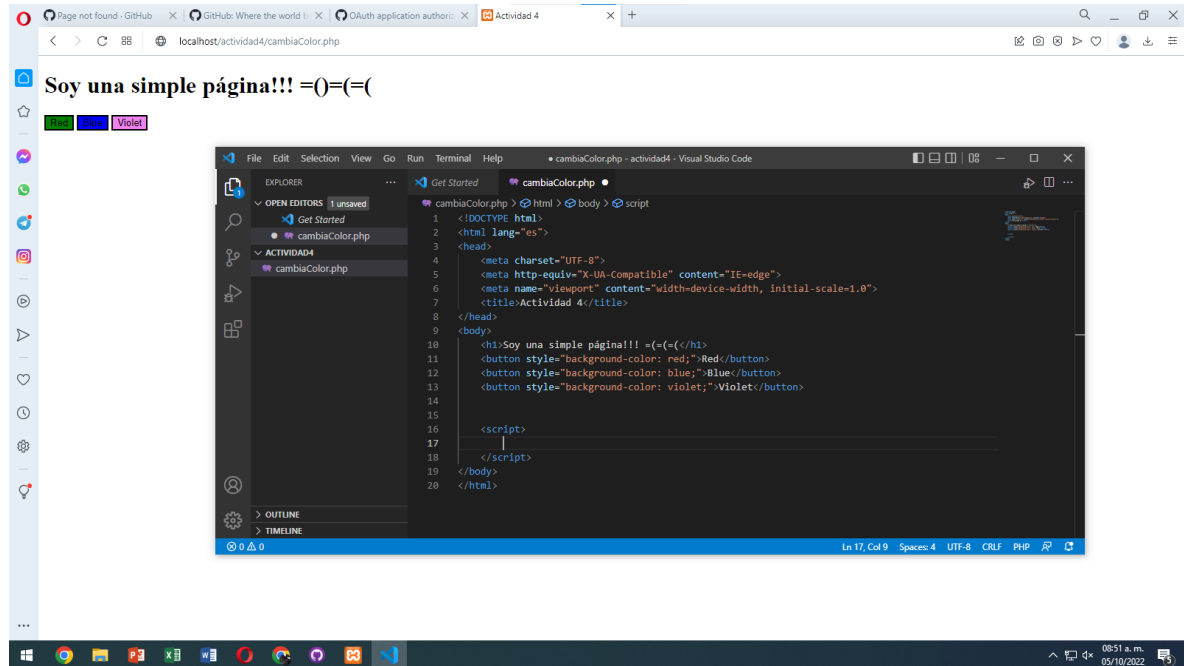 Page not found · GitHub
GitHub: Where the world b
OAuth application authoriz
Actividad 4
localhost/actividad4/cambiaColor.php
Soy una simple página!!! =()=(=(
Red Blue Violet
File Edit Selection View Go Run Terminal Help
● cambiaColor.php - actividad4 - Visual Studio Code
EXPLORER
OPEN EDITORS 1 unsaved
Get Started
cambiaColor.php
ACTIVIDAD4
cambiaColor.php
OUTLINE
TIMELINE
1
Get Started cambiaColor.php ●
cambiaColor.php > html > body > script
1 <!DOCTYPE html>
2 <html lang="es">
3 <head>
4 <meta charset="UTF-8">
5 <meta http-equiv="X-UA-Compatible" content="IE=edge">
6 <meta name="viewport" content="width=device-width, initial-scale=1.0">
7 <title>Actividad 4</title>
8 </head>
9 <body>
10 <h1>Soy una simple página!!! =(=(=(</h1>
11 <button style="background-color: red;">Red</button>
12 <button style="background-color: blue;">Blue</button>
13 <button style="background-color: violet;">Violet</button>
14
15
16 <script>
17
18 </script>
19 </body>
20 </html>
0 0
Ln 17, Col 9 Spaces: 4 UTF-8 CRLF PHP
08:51 a. m.
05/10/2022
5